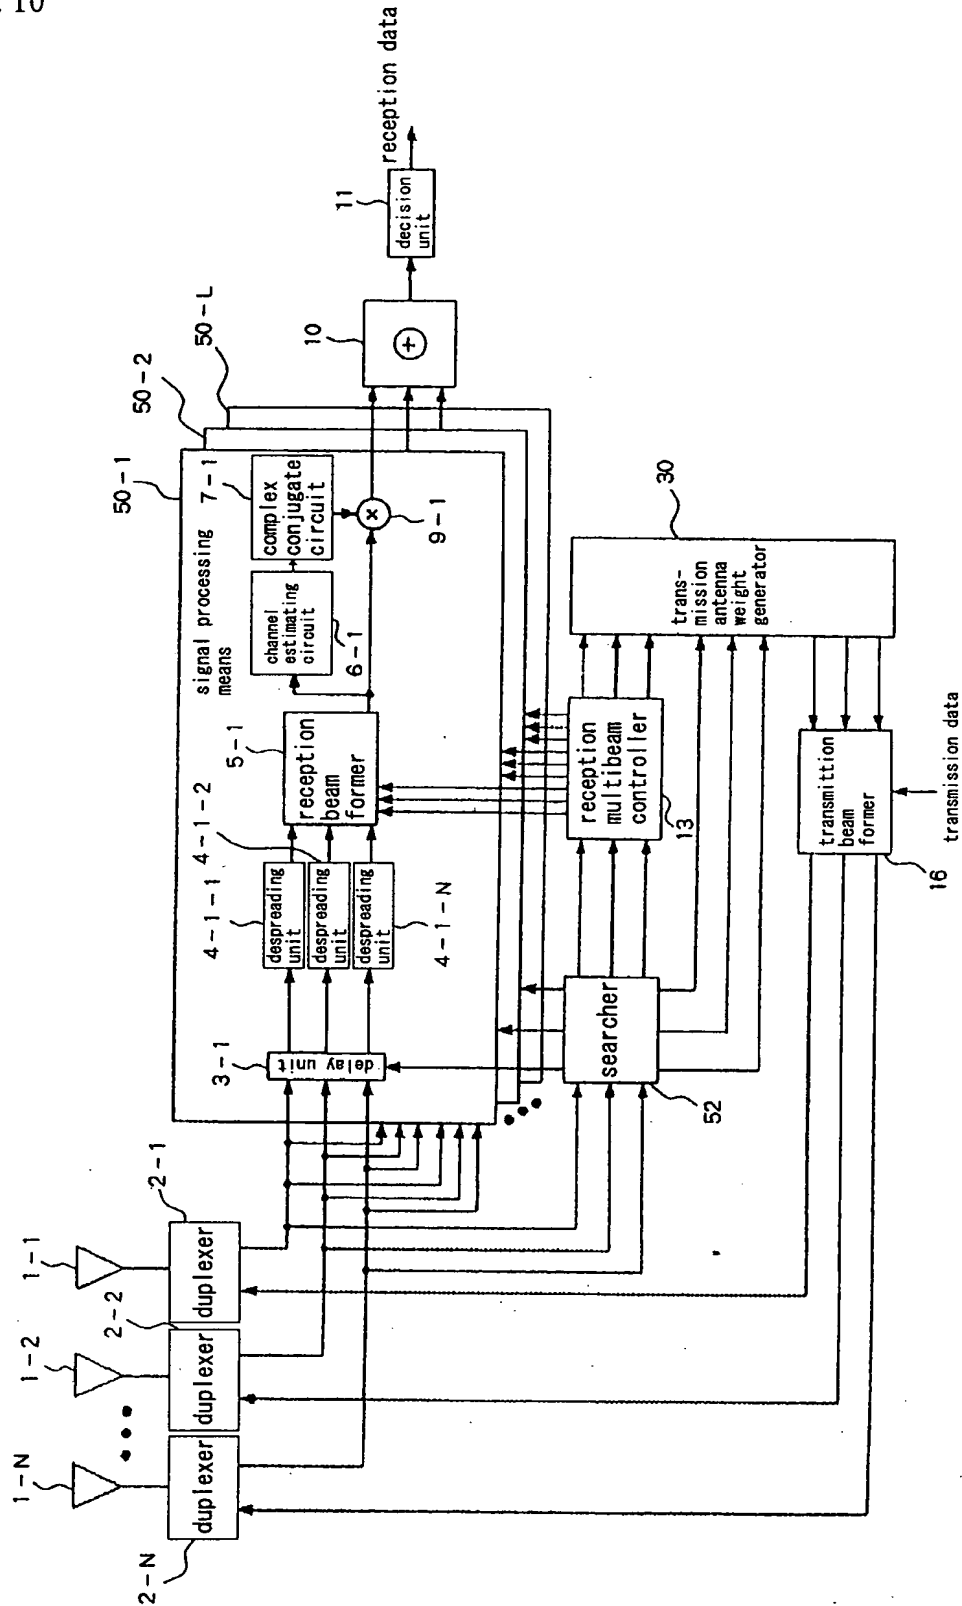 . 10
1-1
1-2
1-N
2-1
2-2
2-N
duplexer
duplexer
duplexer
3-1
delay unit
4-1-1
4-1-2
4-1-N
despreading
unit
despreading
unit
despreading
unit
5-1
reception
beam
former
signal processing
means
channel
estimating
circuit
6-1
complex
conjugate
circuit
7-1
9-1
50-1
50-2
50-L
10
+
11
decision
unit
reception data
searcher
52
reception
multibeam
controller
13
trans-
mission
antenna
weight
generator
30
transmittion
beam
former
16
transmission data